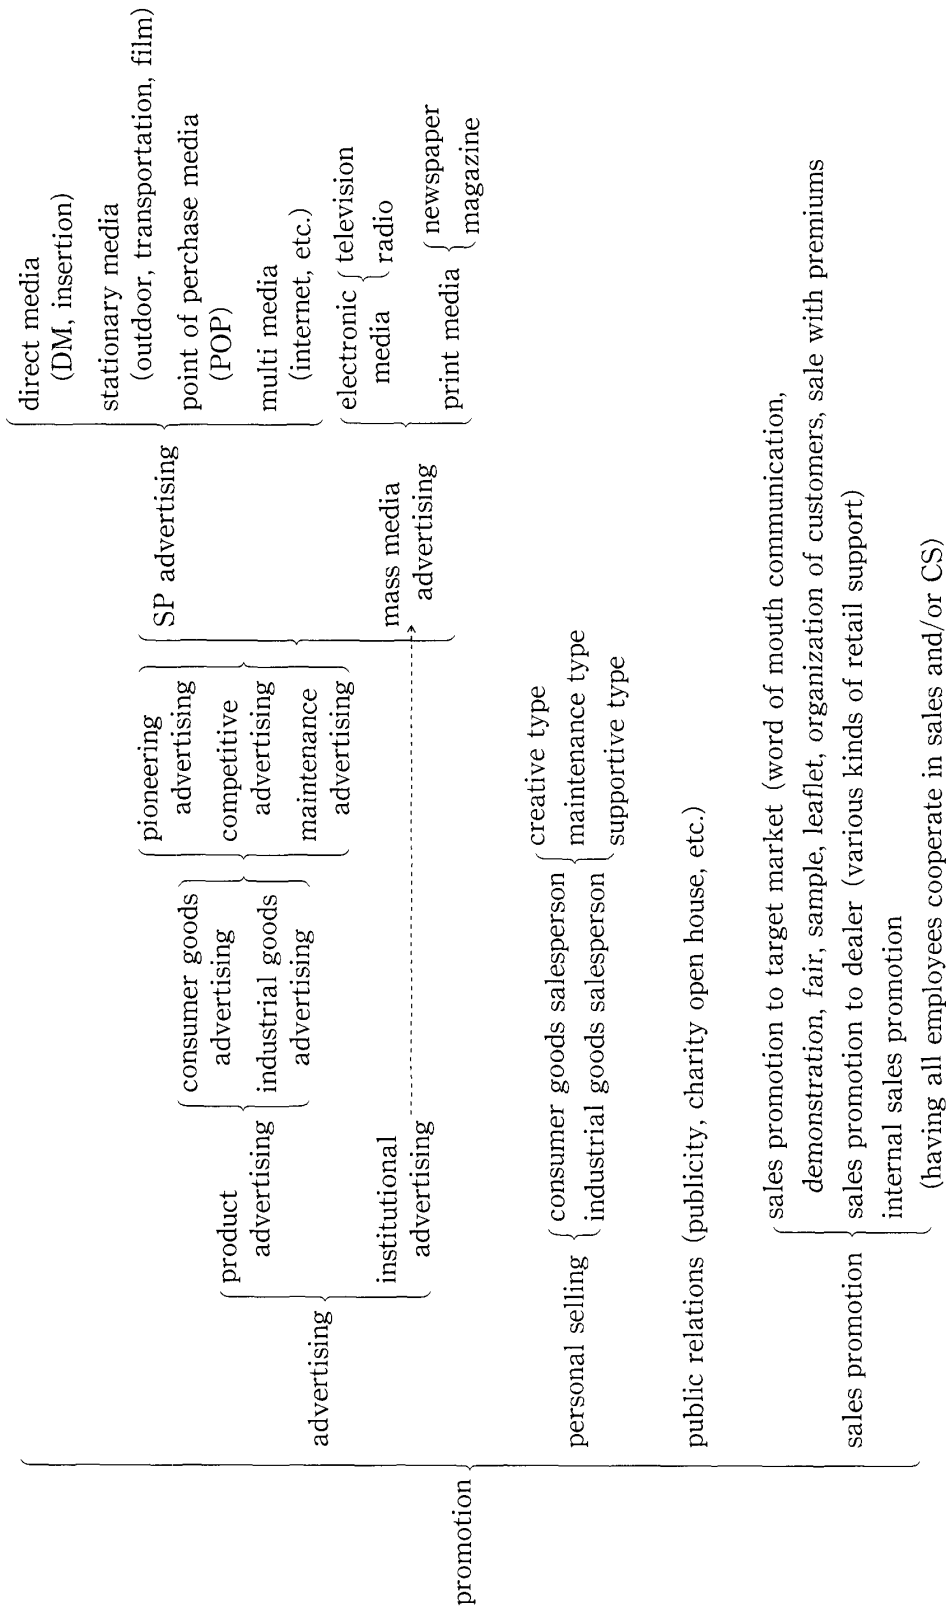 promotion
advertising
product
advertising
consumer goods
advertising
industrial goods
advertising
pioneering
advertising
competitive
advertising
maintenance
advertising
SP advertising
direct media
(DM, insertion)
stationary media
(outdoor, transportation, film)
point of perchase media
(POP)
multi media
(internet, etc.)
institutional
advertising
mass media
advertising
electronic
media
television
radio
print media
newspaper
magazine
personal selling
consumer goods salesperson
industrial goods salesperson
creative type
maintenance type
supportive type
public relations (publicity, charity open house, etc.)
sales promotion
sales promotion to target market (word of mouth communication,
demonstration, fair, sample, leaflet, organization of customers, sale with premiums
sales promotion to dealer (various kinds of retail support)
internal sales promotion
(having all employees cooperate in sales and/or CS)